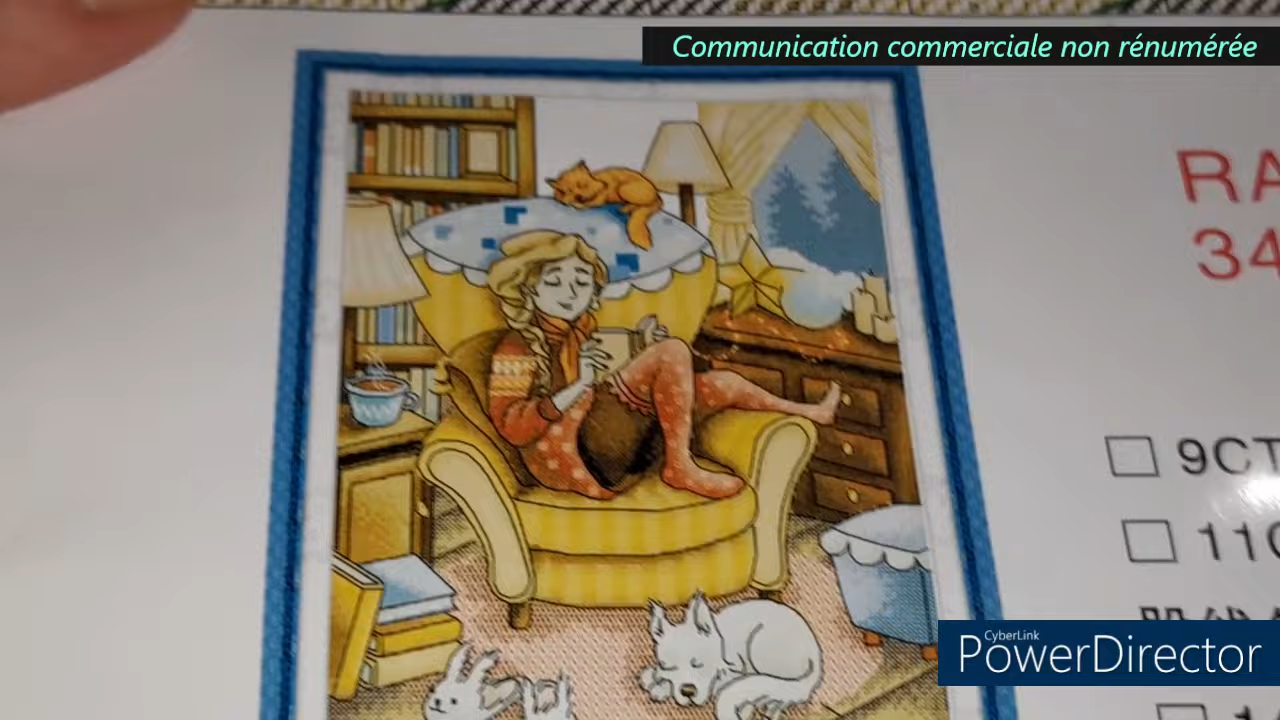 Communication commerciale non rénumérée
RA
34
9CT
11C
CyberLink
PowerDirector